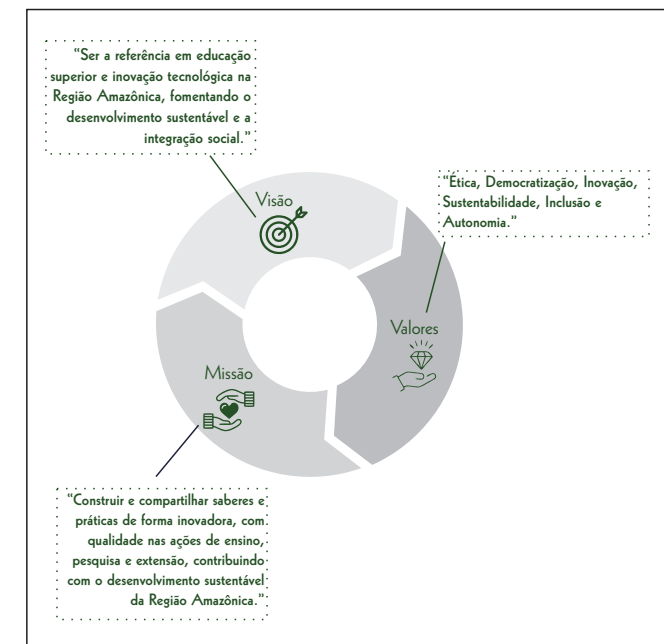 “Ser a referência em educação
superior e inovação tecnológica na
Região Amazônica, fomentando o
desenvolvimento sustentável e a
integração social.”
Visão
“Ética, Democratização, Inovação,
Sustentabilidade, Inclusão e
Autonomia.”
Valores
Missão
“Construir e compartilhar saberes e
práticas de forma inovadora, com
qualidade nas ações de ensino,
pesquisa e extensão, contribuindo
com o desenvolvimento sustentável
da Região Amazônica.”